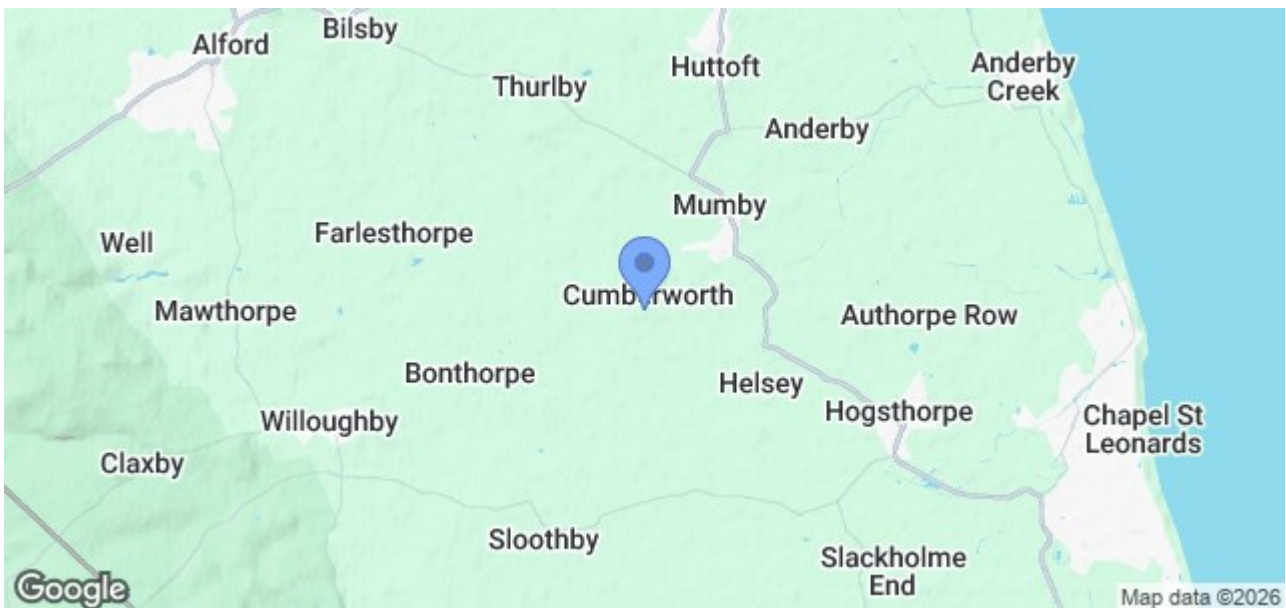 Bilsby
Alford
Huttoft
Anderby
Creek
Thurlby
Anderby
Mumby
Farlesthorpe
Well
Cumberworth
Mawthorpe
Authorpe Row
Bonthorpe
Helsey
Hogsthorpe
Chapel St
Leonards
Willoughby
Claxby
Sloothby
Slackholme
End
Google
Map data ©2026